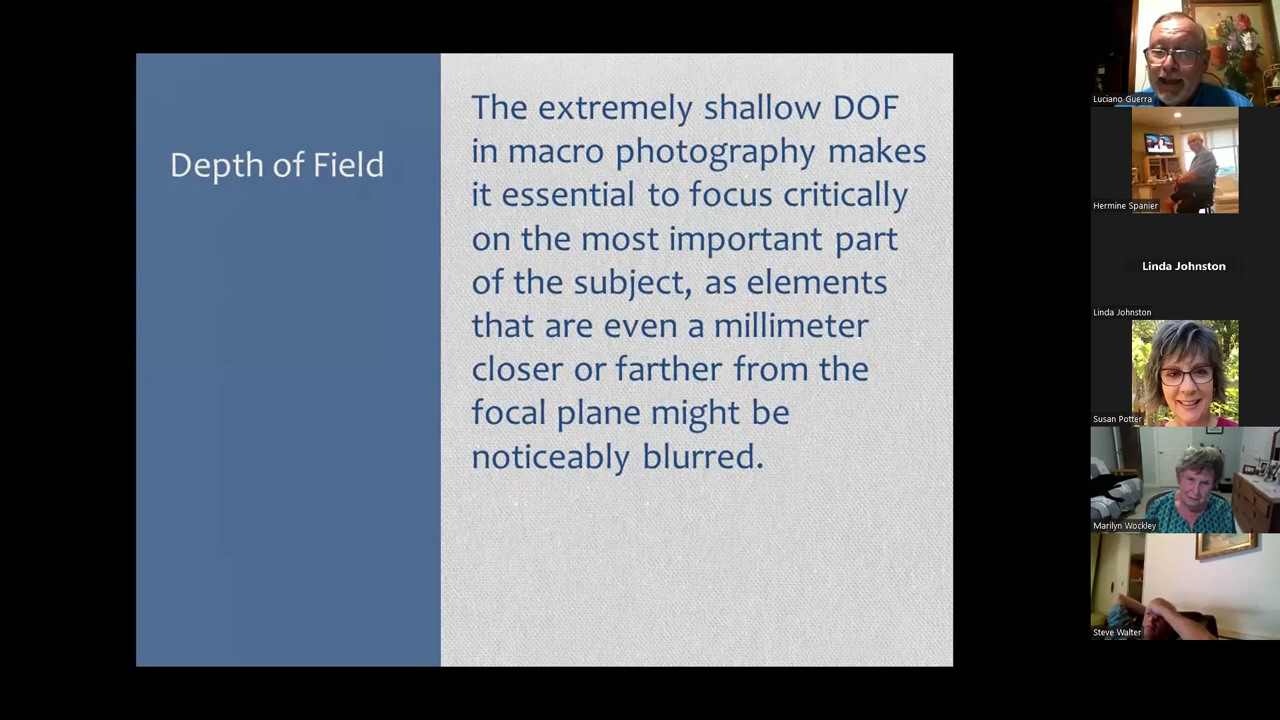 Depth of Field
The extremely shallow DOF
in macro photography makes
it essential to focus critically
on the most important part
of the subject, as elements
that are even a millimeter
closer or farther from the
focal plane might be
noticeably blurred.
Luciano Guerra
Hermine Spanier
Linda Johnston
Linda Johnston
Susan Potter
Marilyn Wockley
Steve Walter